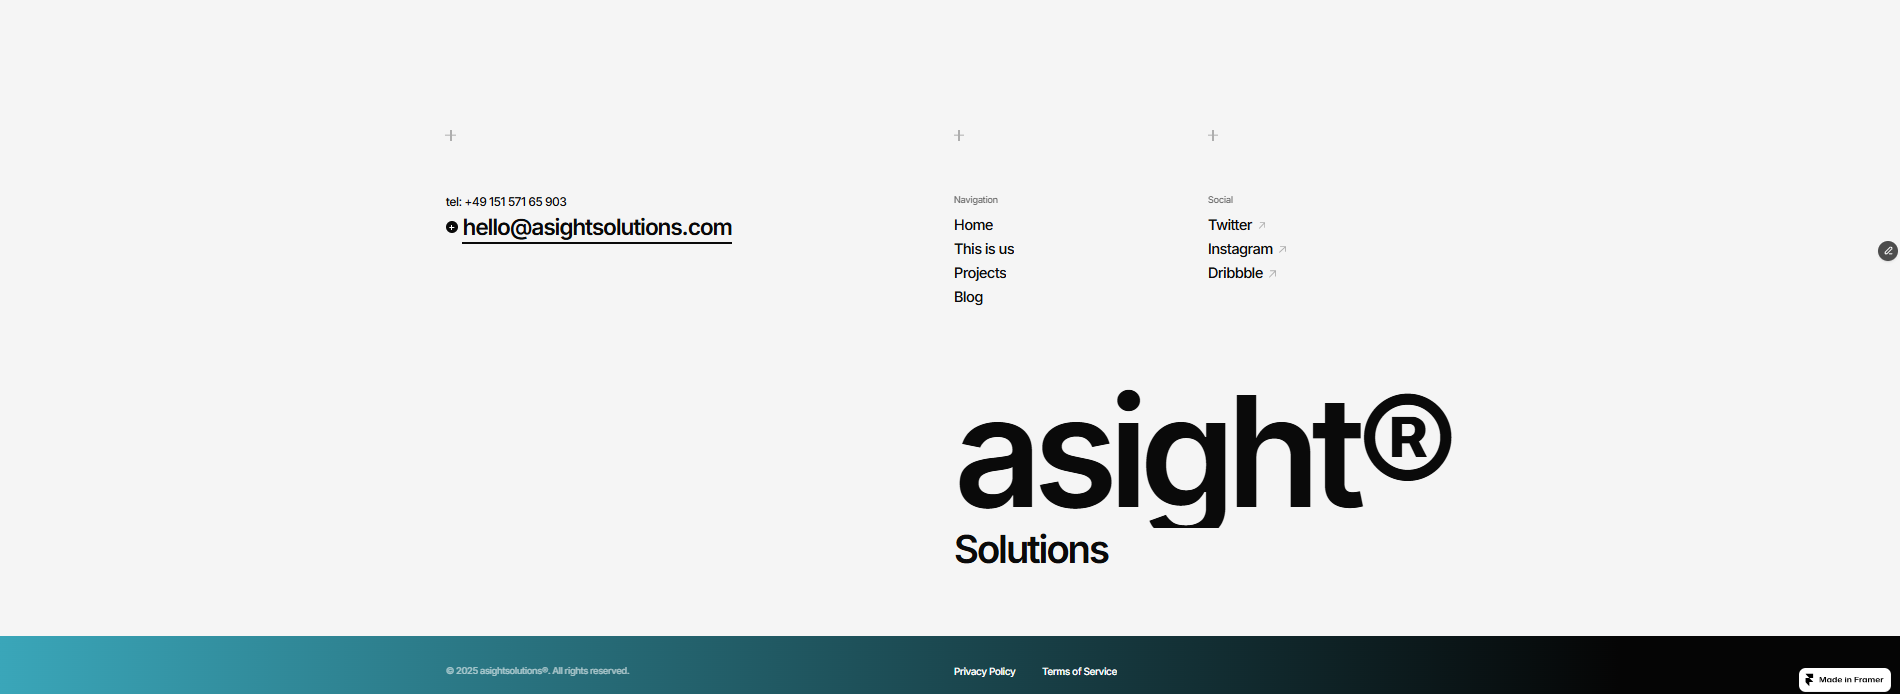 tel: +49 151 571 65 903
hello@asightsolutions.com
Navigation
Home
This is us
Projects
Blog
Social
Twitter
Instagram
Dribbble
asight®
Solutions
© 2025 asightsolutions®. All rights reserved.
Privacy Policy
Terms of Service
Made in Framer